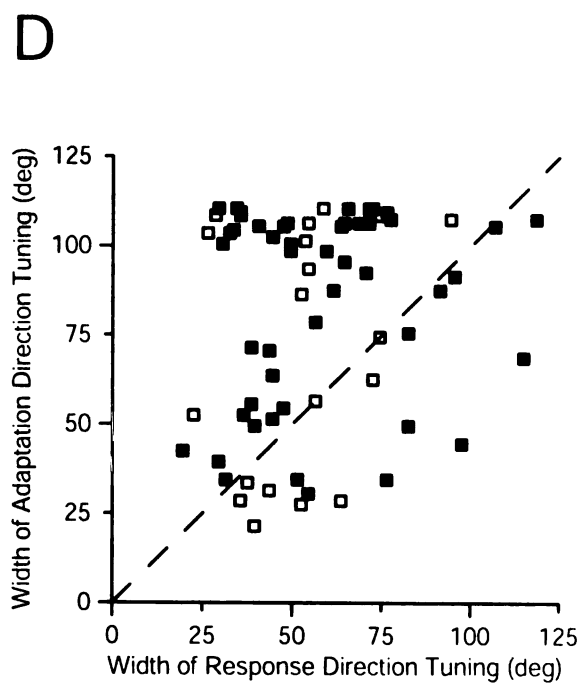 D
Width of Adaptation Direction Tuning (deg)
125
100
75
50
25
0
0 25 50 75 100 125
Width of Response Direction Tuning (deg)